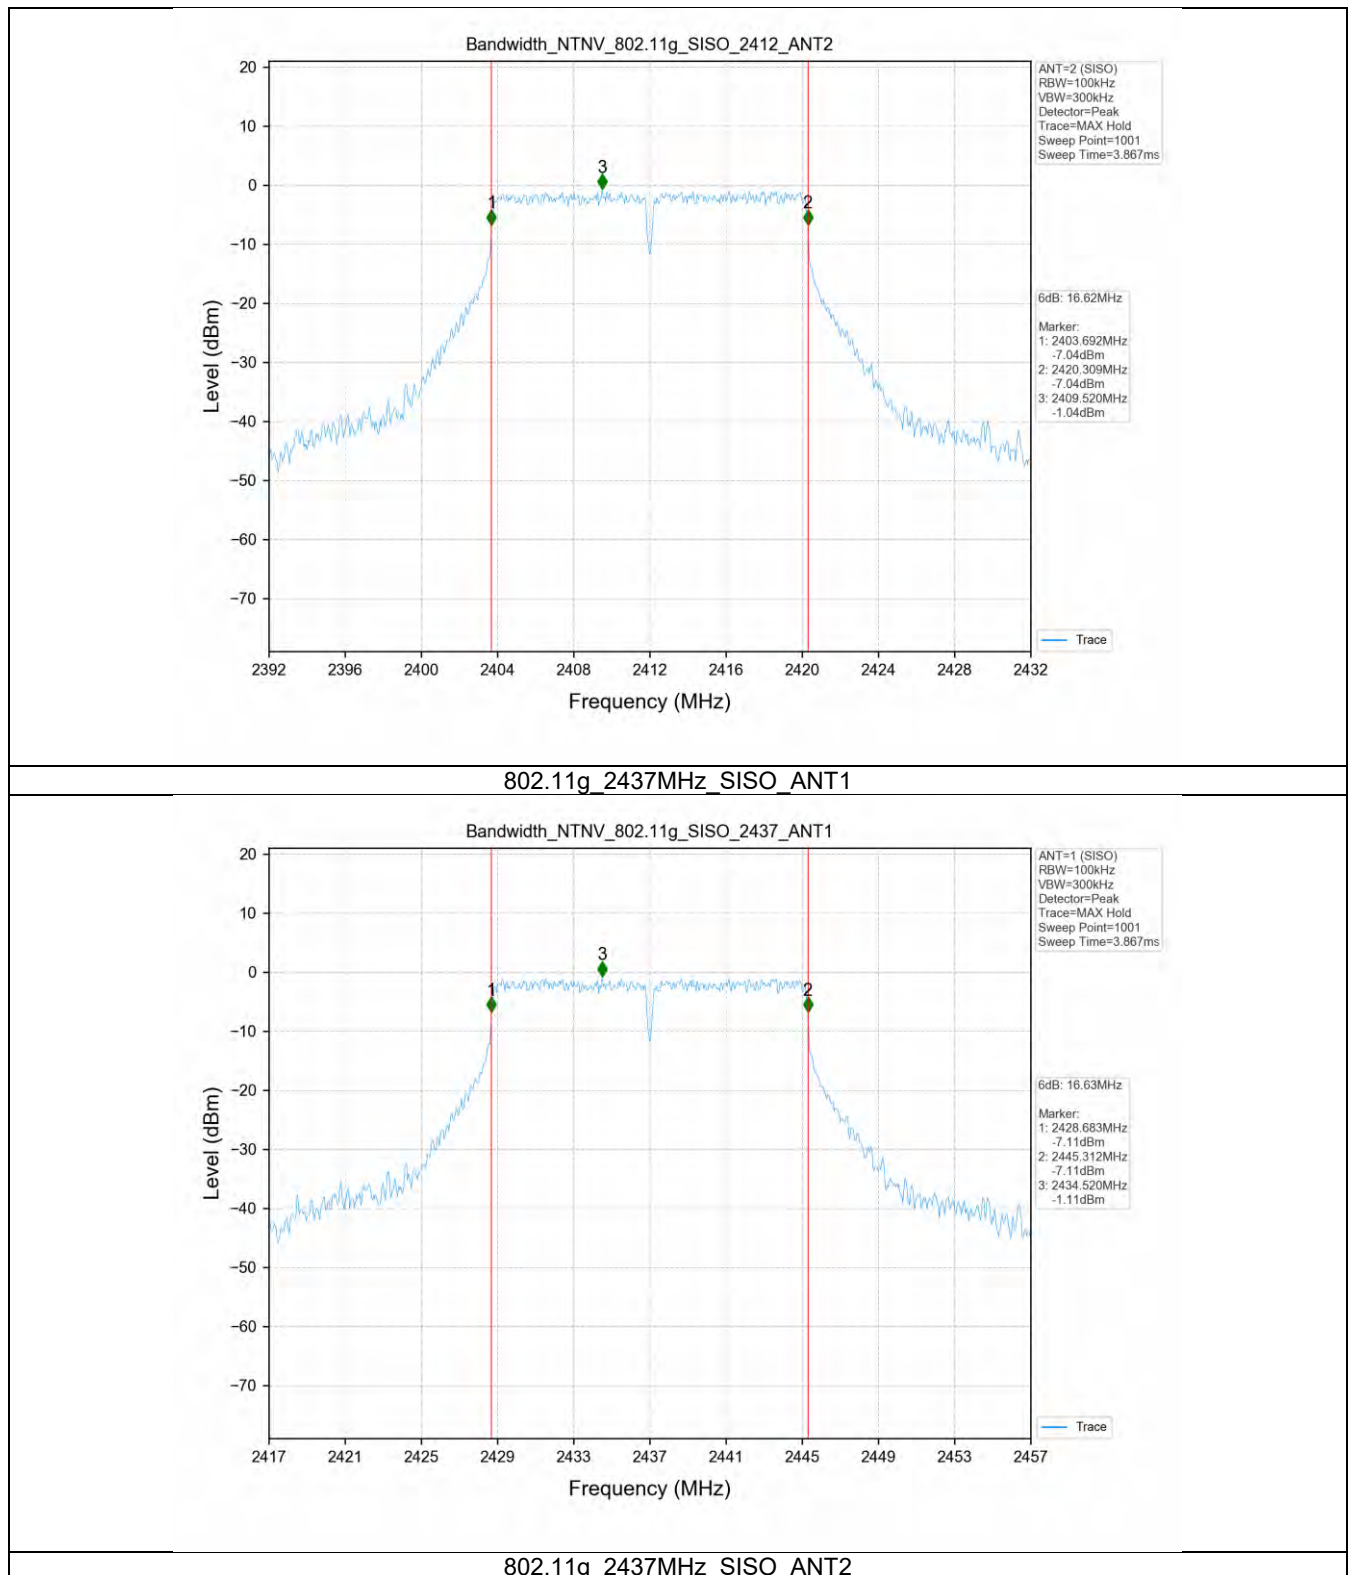 Bandwidth_NTNV_802.11g_SISO_2412_ANT2
ANT=2 (SISO)
RBW=100kHz
VBW=300kHz
Detector=Peak
Trace=MAX Hold
Sweep Point=1001
Sweep Time=3.867ms
20
10
0
−10
−20
−30
−40
−50
−60
−70
Level (dBm)
1
3
2
6dB: 16.62MHz
Marker:
1: 2403.692MHz
-7.04dBm
2: 2420.309MHz
-7.04dBm
3: 2409.520MHz
-1.04dBm
Trace
2392 2396 2400 2404 2408 2412 2416 2420 2424 2428 2432
Frequency (MHz)
802.11g_2437MHz_SISO_ANT1
Bandwidth_NTNV_802.11g_SISO_2437_ANT1
ANT=1 (SISO)
RBW=100kHz
VBW=300kHz
Detector=Peak
Trace=MAX Hold
Sweep Point=1001
Sweep Time=3.867ms
20
10
0
−10
−20
−30
−40
−50
−60
−70
Level (dBm)
1
3
2
6dB: 16.63MHz
Marker:
1: 2428.683MHz
-7.11dBm
2: 2445.312MHz
-7.11dBm
3: 2434.520MHz
-1.11dBm
Trace
2417 2421 2425 2429 2433 2437 2441 2445 2449 2453 2457
Frequency (MHz)
802.11g_2437MHz_SISO_ANT2